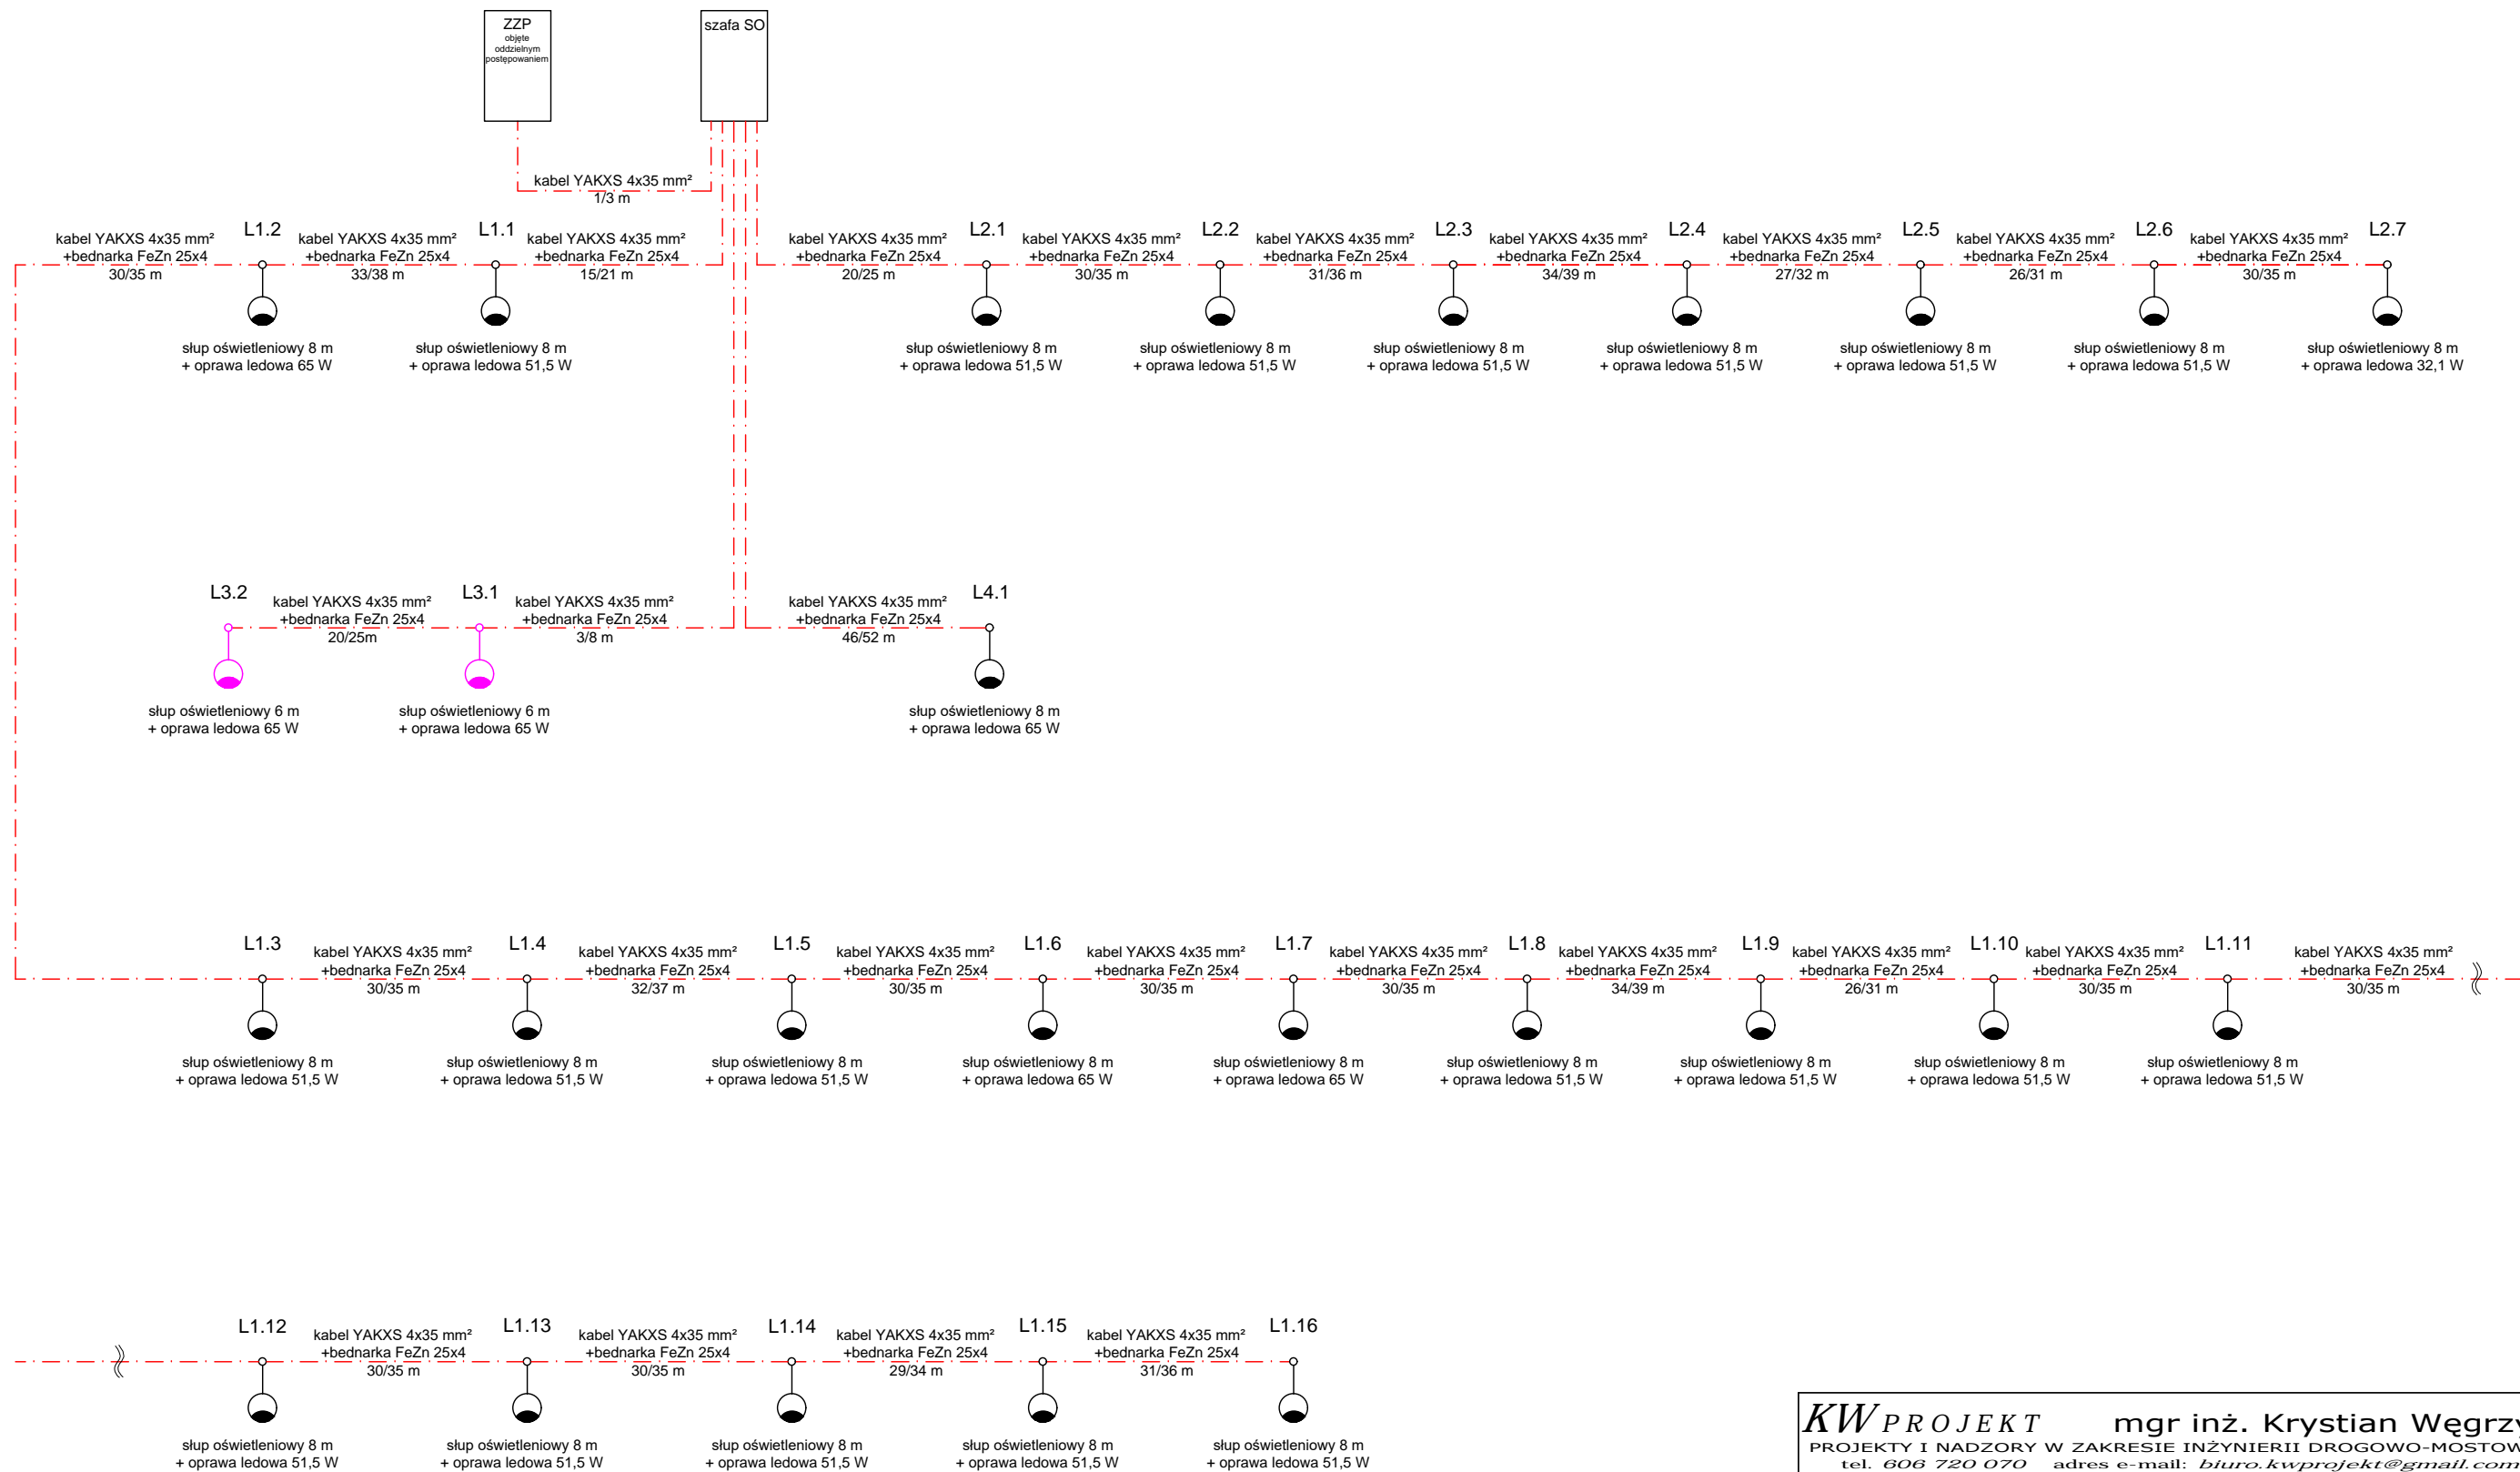 ZZP
objęte
oddzielnym
postępowaniem
szafa SO
kabel YAKXS 4x35 mm²
1/3 m
kabel YAKXS 4x35 mm²
+bednarka FeZn 25x4
30/35 m
L1.2
kabel YAKXS 4x35 mm²
+bednarka FeZn 25x4
33/38 m
L1.1
kabel YAKXS 4x35 mm²
+bednarka FeZn 25x4
15/21 m
kabel YAKXS 4x35 mm²
+bednarka FeZn 25x4
20/25 m
L2.1
kabel YAKXS 4x35 mm²
+bednarka FeZn 25x4
30/35 m
L2.2
kabel YAKXS 4x35 mm²
+bednarka FeZn 25x4
31/36 m
L2.3
kabel YAKXS 4x35 mm²
+bednarka FeZn 25x4
34/39 m
L2.4
kabel YAKXS 4x35 mm²
+bednarka FeZn 25x4
27/32 m
L2.5
kabel YAKXS 4x35 mm²
+bednarka FeZn 25x4
26/31 m
L2.6
kabel YAKXS 4x35 mm²
+bednarka FeZn 25x4
30/35 m
L2.7
słup oświetleniowy 8 m
+ oprawa ledowa 65 W
słup oświetleniowy 8 m
+ oprawa ledowa 51,5 W
słup oświetleniowy 8 m
+ oprawa ledowa 51,5 W
słup oświetleniowy 8 m
+ oprawa ledowa 51,5 W
słup oświetleniowy 8 m
+ oprawa ledowa 51,5 W
słup oświetleniowy 8 m
+ oprawa ledowa 51,5 W
słup oświetleniowy 8 m
+ oprawa ledowa 51,5 W
słup oświetleniowy 8 m
+ oprawa ledowa 51,5 W
słup oświetleniowy 8 m
+ oprawa ledowa 32,1 W
L3.2
kabel YAKXS 4x35 mm²
+bednarka FeZn 25x4
20/25m
L3.1
kabel YAKXS 4x35 mm²
+bednarka FeZn 25x4
3/8 m
kabel YAKXS 4x35 mm²
+bednarka FeZn 25x4
46/52 m
L4.1
słup oświetleniowy 6 m
+ oprawa ledowa 65 W
słup oświetleniowy 6 m
+ oprawa ledowa 65 W
słup oświetleniowy 8 m
+ oprawa ledowa 65 W
L1.3
kabel YAKXS 4x35 mm²
+bednarka FeZn 25x4
30/35 m
L1.4
kabel YAKXS 4x35 mm²
+bednarka FeZn 25x4
32/37 m
L1.5
kabel YAKXS 4x35 mm²
+bednarka FeZn 25x4
30/35 m
L1.6
kabel YAKXS 4x35 mm²
+bednarka FeZn 25x4
30/35 m
L1.7
kabel YAKXS 4x35 mm²
+bednarka FeZn 25x4
30/35 m
L1.8
kabel YAKXS 4x35 mm²
+bednarka FeZn 25x4
34/39 m
L1.9
kabel YAKXS 4x35 mm²
+bednarka FeZn 25x4
26/31 m
L1.10
kabel YAKXS 4x35 mm²
+bednarka FeZn 25x4
30/35 m
L1.11
kabel YAKXS 4x35 mm²
+bednarka FeZn 25x4
30/35 m
słup oświetleniowy 8 m
+ oprawa ledowa 51,5 W
słup oświetleniowy 8 m
+ oprawa ledowa 51,5 W
słup oświetleniowy 8 m
+ oprawa ledowa 51,5 W
słup oświetleniowy 8 m
+ oprawa ledowa 65 W
słup oświetleniowy 8 m
+ oprawa ledowa 65 W
słup oświetleniowy 8 m
+ oprawa ledowa 51,5 W
słup oświetleniowy 8 m
+ oprawa ledowa 51,5 W
słup oświetleniowy 8 m
+ oprawa ledowa 51,5 W
słup oświetleniowy 8 m
+ oprawa ledowa 51,5 W
L1.12
kabel YAKXS 4x35 mm²
+bednarka FeZn 25x4
30/35 m
L1.13
kabel YAKXS 4x35 mm²
+bednarka FeZn 25x4
30/35 m
L1.14
kabel YAKXS 4x35 mm²
+bednarka FeZn 25x4
29/34 m
L1.15
kabel YAKXS 4x35 mm²
+bednarka FeZn 25x4
31/36 m
L1.16
słup oświetleniowy 8 m
+ oprawa ledowa 51,5 W
słup oświetleniowy 8 m
+ oprawa ledowa 51,5 W
słup oświetleniowy 8 m
+ oprawa ledowa 51,5 W
słup oświetleniowy 8 m
+ oprawa ledowa 51,5 W
słup oświetleniowy 8 m
+ oprawa ledowa 51,5 W
KW PROJEKT mgr inż. Krystian
PROJEKTY I NADZORY W ZAKRESIE INŻYNIERII
tel. 606 720 070 adres e-mail: biuro.kwprojekt@gmail.com